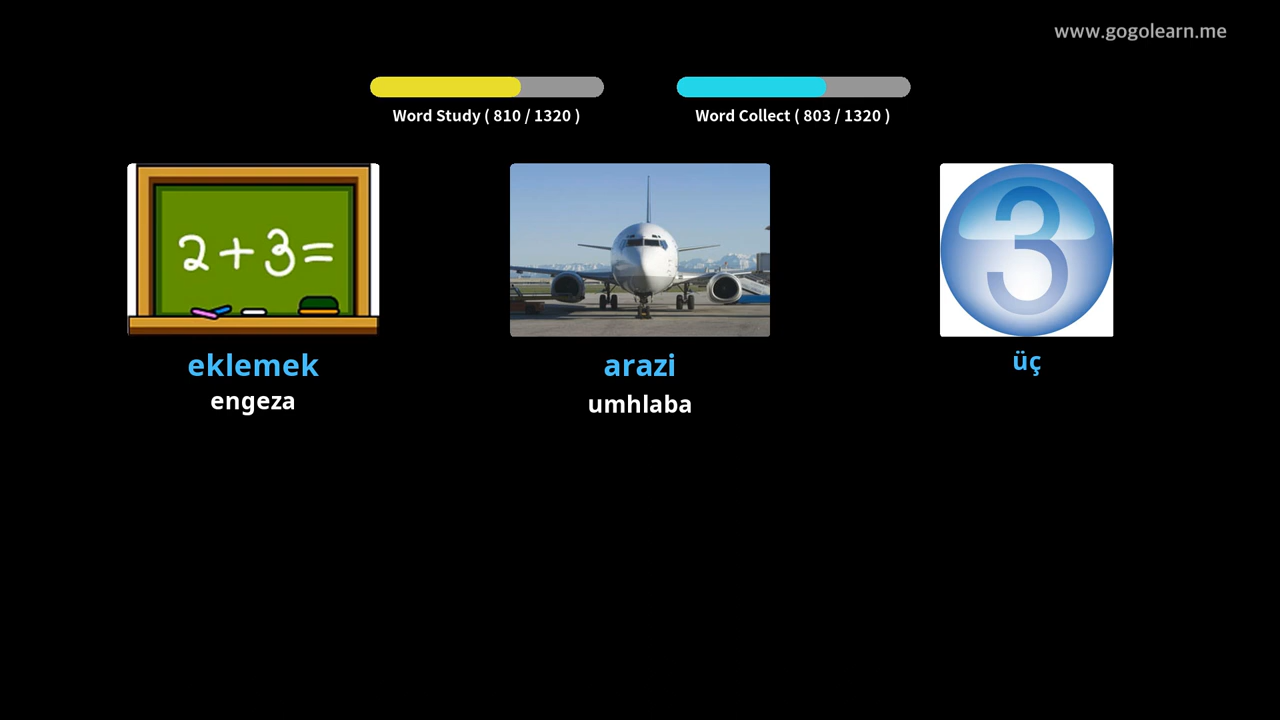 www.gogolearn.me
Word Study ( 810 / 1320 )
Word Collect ( 803 / 1320 )
2+3=
3
eklemek
arazi
üç
engeza
umhlaba